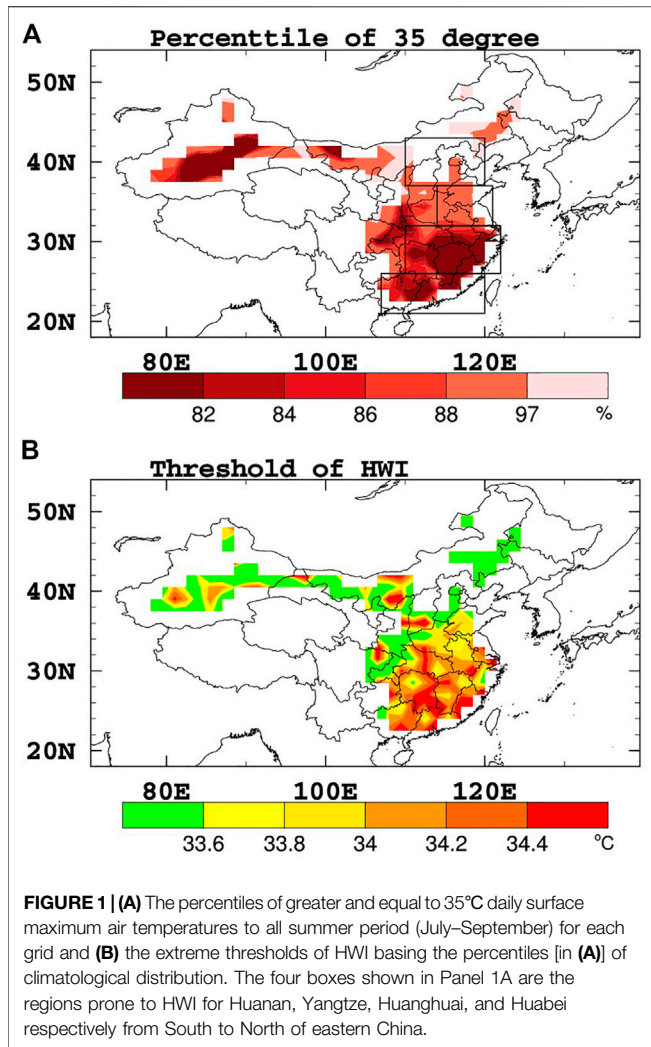 A
Percenttile of 35 degree
50N
40N
30N
20N
80E 100E 120E
82 84 86 88 97 %
B
Threshold of HWI
50N
40N
30N
20N
80E 100E 120E
33.6 33.8 34 34.2 34.4 °C
FIGURE 1 | (A) The percentiles of greater and equal to 35°C daily surface
maximum air temperatures to all summer period (July–September) for each
grid and (B) the extreme thresholds of HWI basing the percentiles [in (A)] of
climatological distribution. The four boxes shown in Panel 1A are the
regions prone to HWI for Huanan, Yangtze, Huanghuai, and Huabei
respectively from South to North of eastern China.